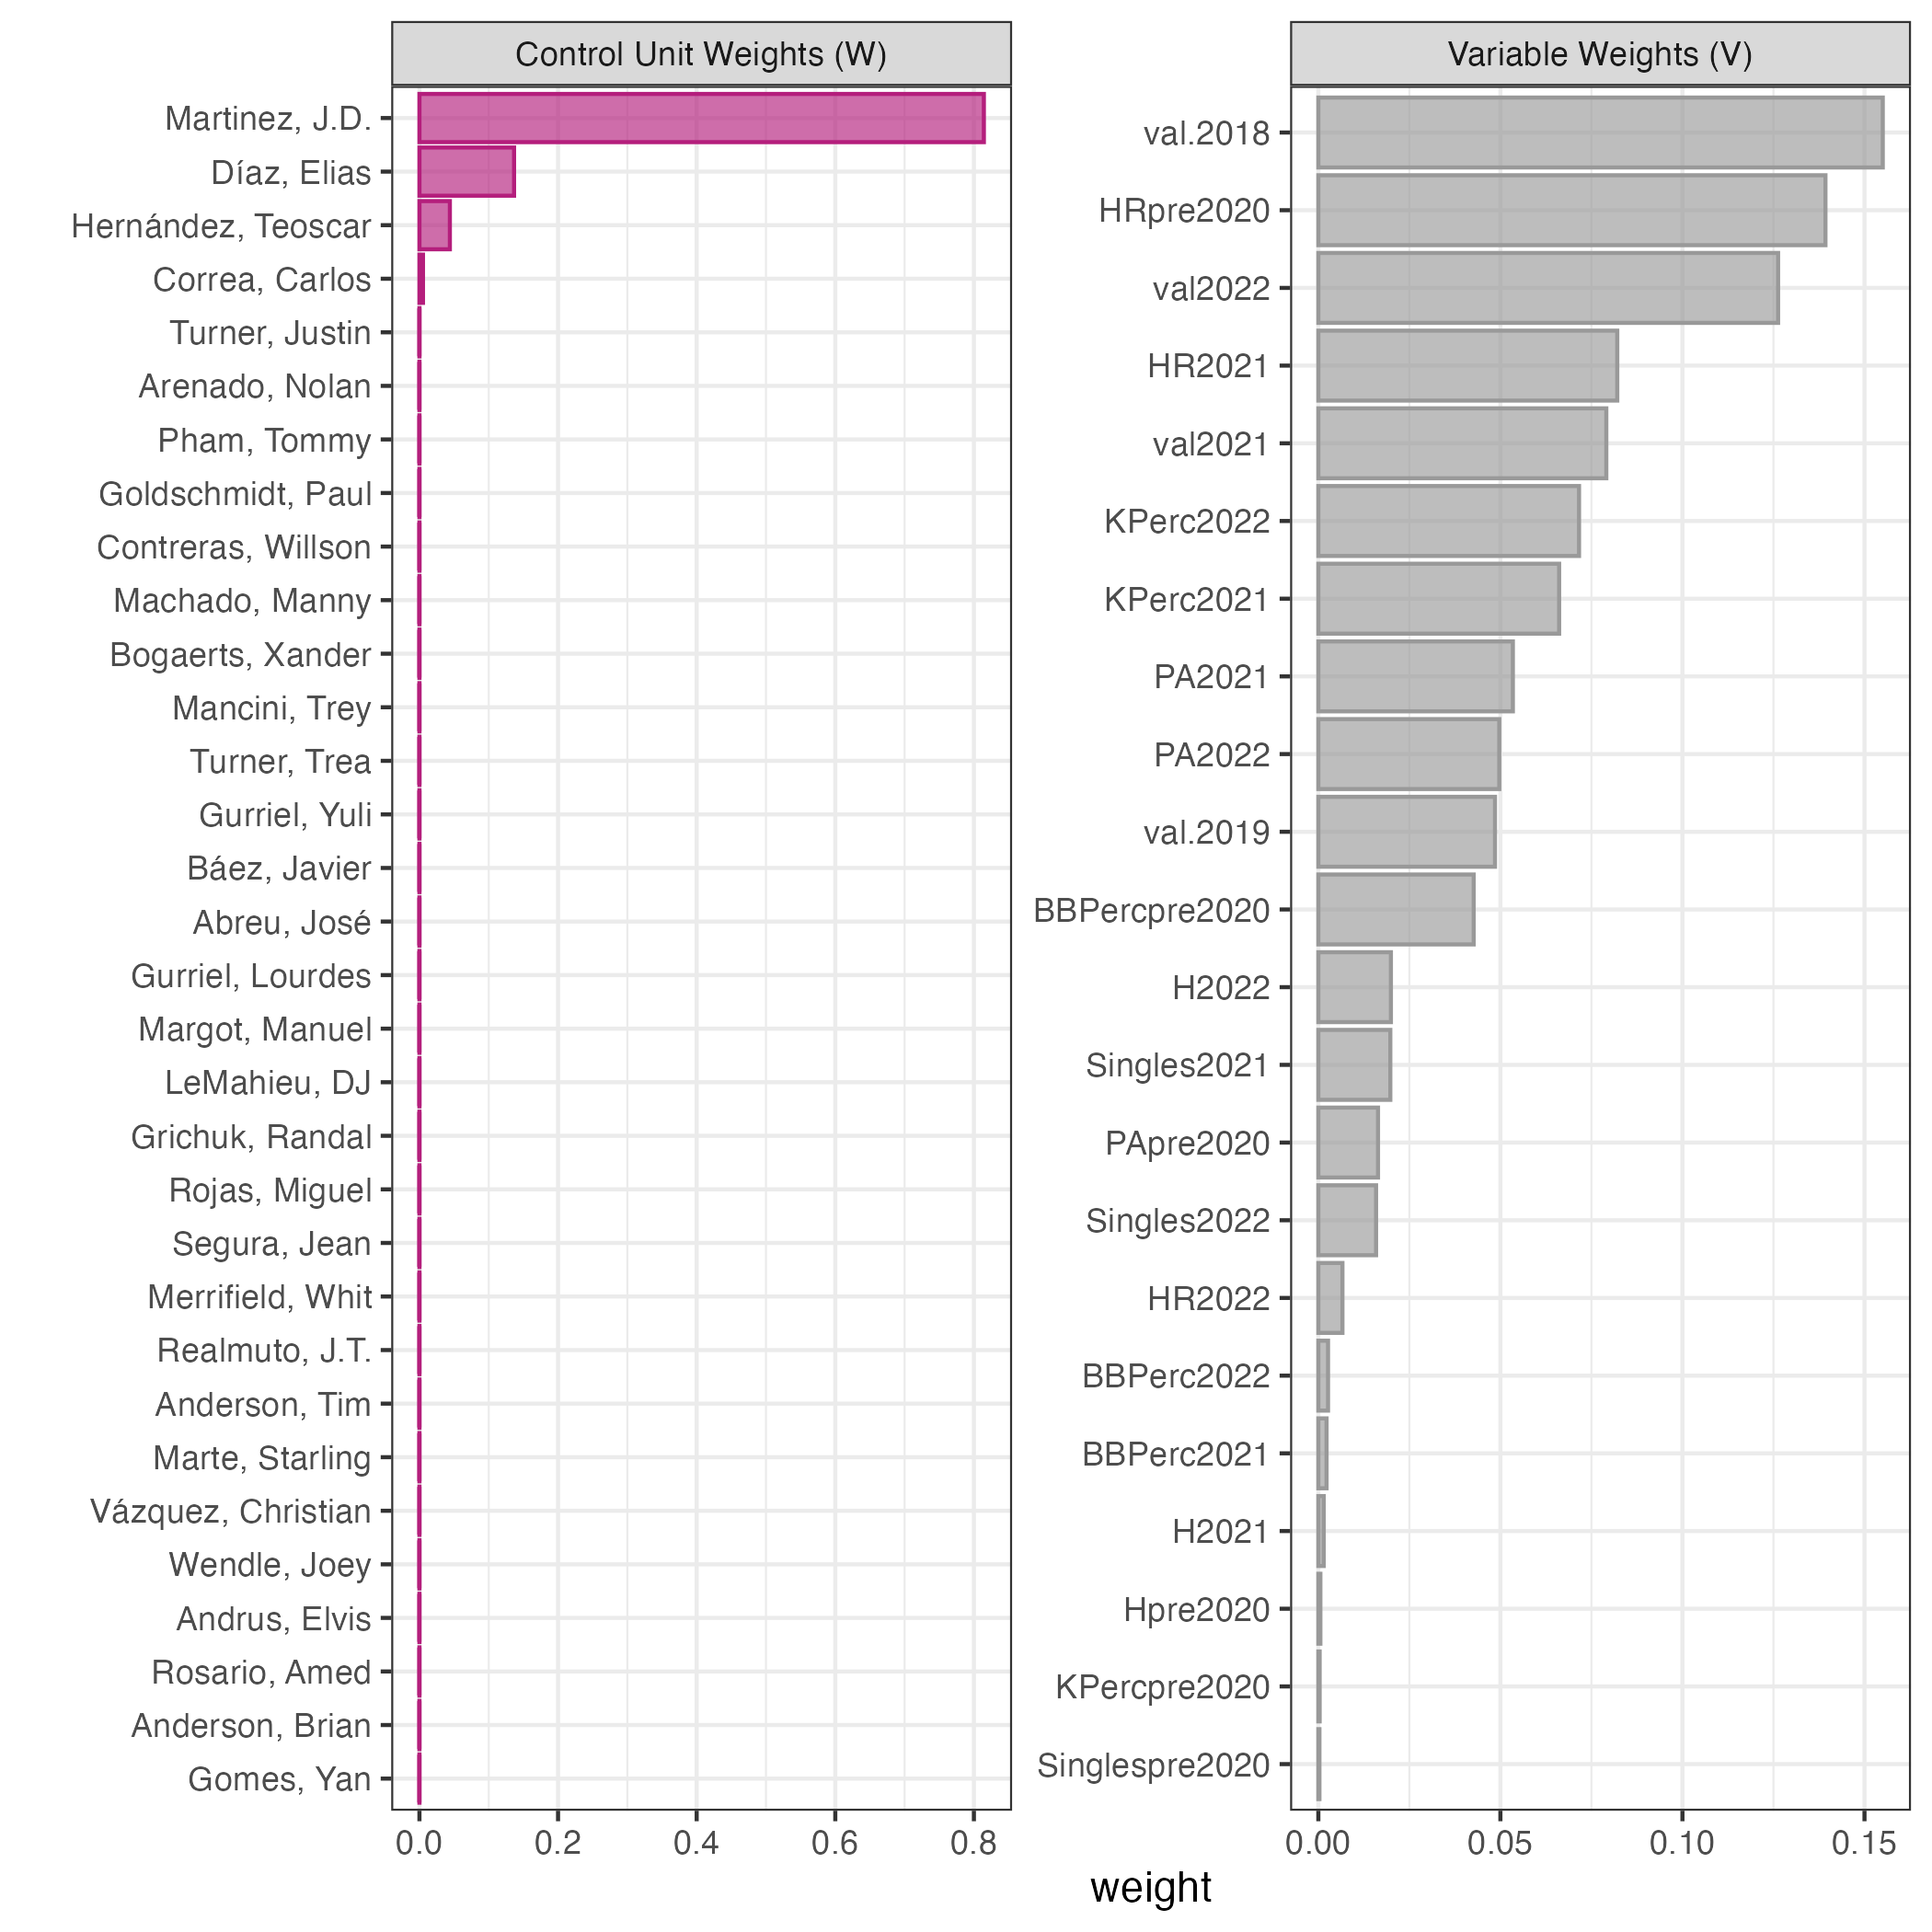 Control Unit Weights (W)
Martinez, J.D.
Díaz, Elias
Hernández, Teoscar
Correa, Carlos
Turner, Justin
Arenado, Nolan
Pham, Tommy
Goldschmidt, Paul
Contreras, Willson
Machado, Manny
Bogaerts, Xander
Mancini, Trey
Turner, Trea
Gurriel, Yuli
Báez, Javier
Abreu, José
Gurriel, Lourdes
Margot, Manuel
LeMahieu, DJ
Grichuk, Randal
Rojas, Miguel
Segura, Jean
Merrifield, Whit
Realmuto, J.T.
Anderson, Tim
Marte, Starling
Vázquez, Christian
Wendle, Joey
Andrus, Elvis
Rosario, Amed
Anderson, Brian
Gomes, Yan
0.0 0.2 0.4 0.6 0.8
Variable Weights (V)
val.2018
HRpre2020
val2022
HR2021
val2021
KPerc2022
KPerc2021
PA2021
PA2022
val.2019
BBPercpre2020
H2022
Singles2021
PApre2020
Singles2022
HR2022
BBPerc2022
BBPerc2021
H2021
Hpre2020
KPercpre2020
Singlespre2020
0.00 0.05 0.10 0.15
weight